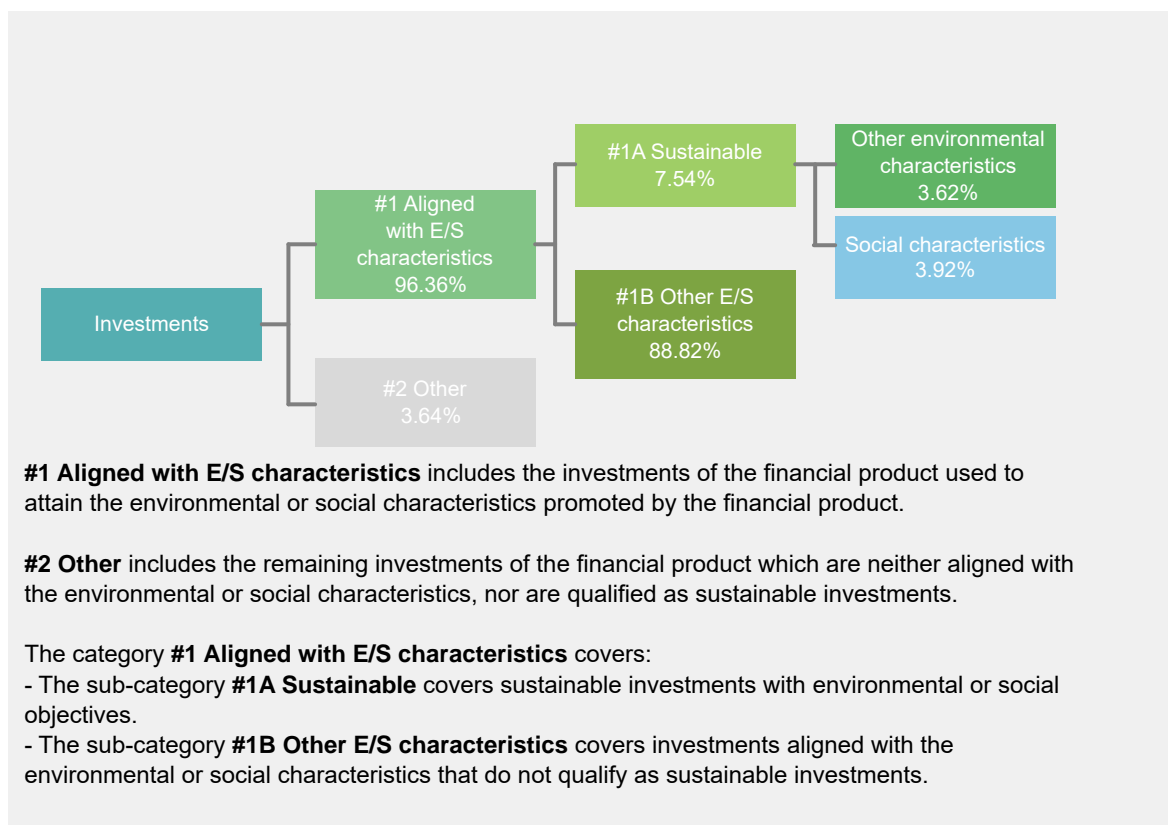 Investments
#1 Aligned
with E/S
characteristics
96.36%
#2 Other
3.64%
#1A Sustainable
7.54%
#1B Other E/S
characteristics
88.82%
Other environmental
characteristics
3.62%
Social characteristics
3.92%
#1 Aligned with E/S characteristics includes the investments of the financial product used to
attain the environmental or social characteristics promoted by the financial product.
#2 Other includes the remaining investments of the financial product which are neither aligned with
the environmental or social characteristics, nor are qualified as sustainable investments.
The category #1 Aligned with E/S characteristics covers:
- The sub-category #1A Sustainable covers sustainable investments with environmental or social
objectives.
- The sub-category #1B Other E/S characteristics covers investments aligned with the
environmental or social characteristics that do not qualify as sustainable investments.